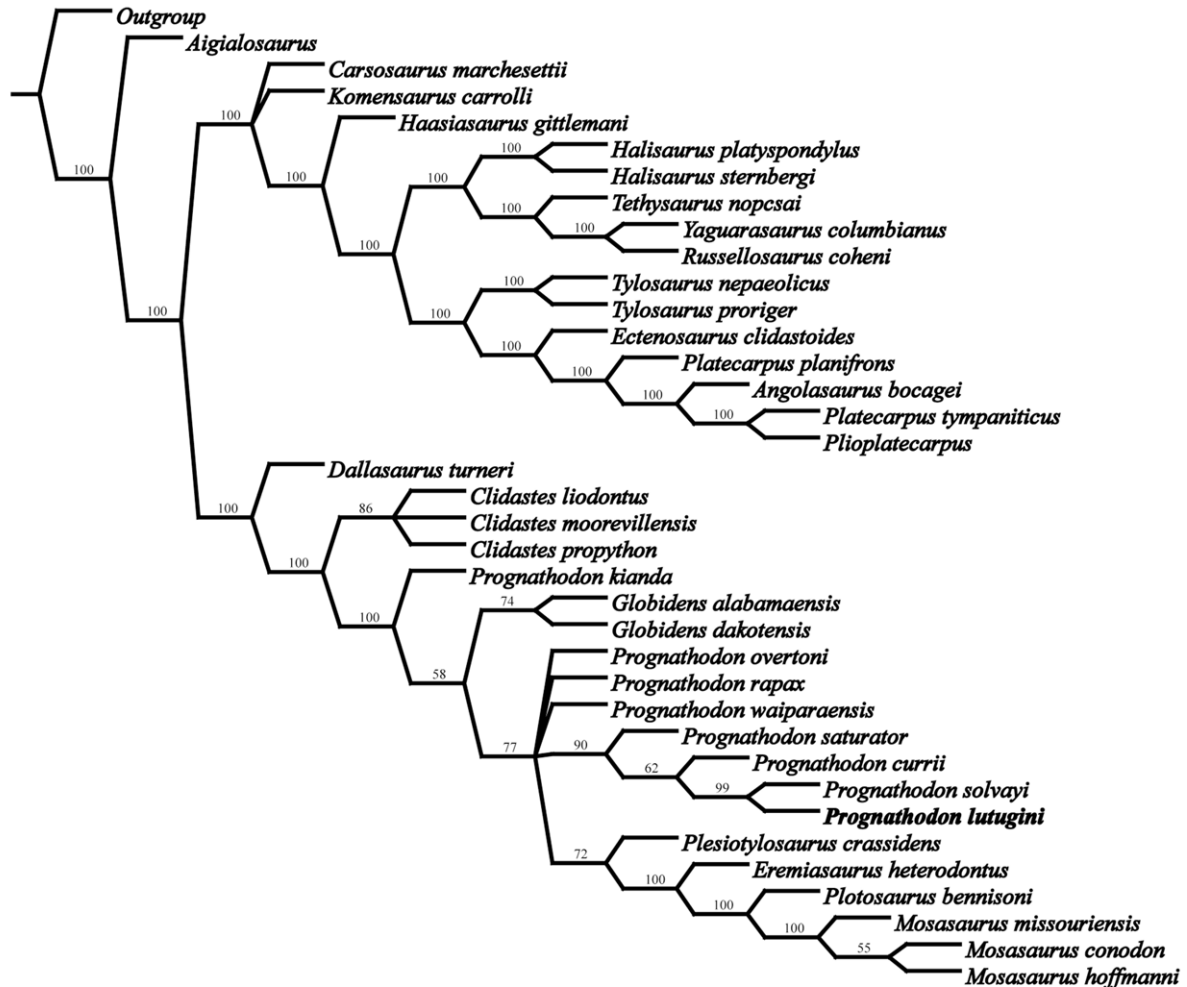 Outgroup
Aigialosaurus
Carsosaurus marchesettii
Komensaurus carrolli
100
Haasiasaurus gittlemani
Halisaurus platyspondylus
100
Halisaurus sternbergi
100
100
100
Tethysaurus nopcsai
100
Yaguarasaurus columbianus
100
Russellosaurus coheni
100
Tylosaurus nepaeolicus
100
Tylosaurus proriger
100
100
Ectenosaurus clidastoides
100
Platecarpus planifrons
100
Angolasaurus bocagei
100
Platecarpus tympaniticus
100
Plioplatecarpus
Dallasaurus turneri
Clidastes liodontus
100
86
Clidastes moorevillensis
Clidastes propython
100
Prognathodon kianda
Globidens alabamaensis
74
100
Globidens dakotensis
Prognathodon overtoni
58
Prognathodon rapax
Prognathodon waiparaensis
Prognathodon saturator
77
90
Prognathodon currii
62
Prognathodon solvayi
99
Prognathodon lutugini
Plesiotylosaurus crassidens
72
Eremiasaurus heterodontus
100
Plotosaurus bennisoni
100
Mosasaurus missouriensis
100
Mosasaurus conodon
55
Mosasaurus hoffmanni